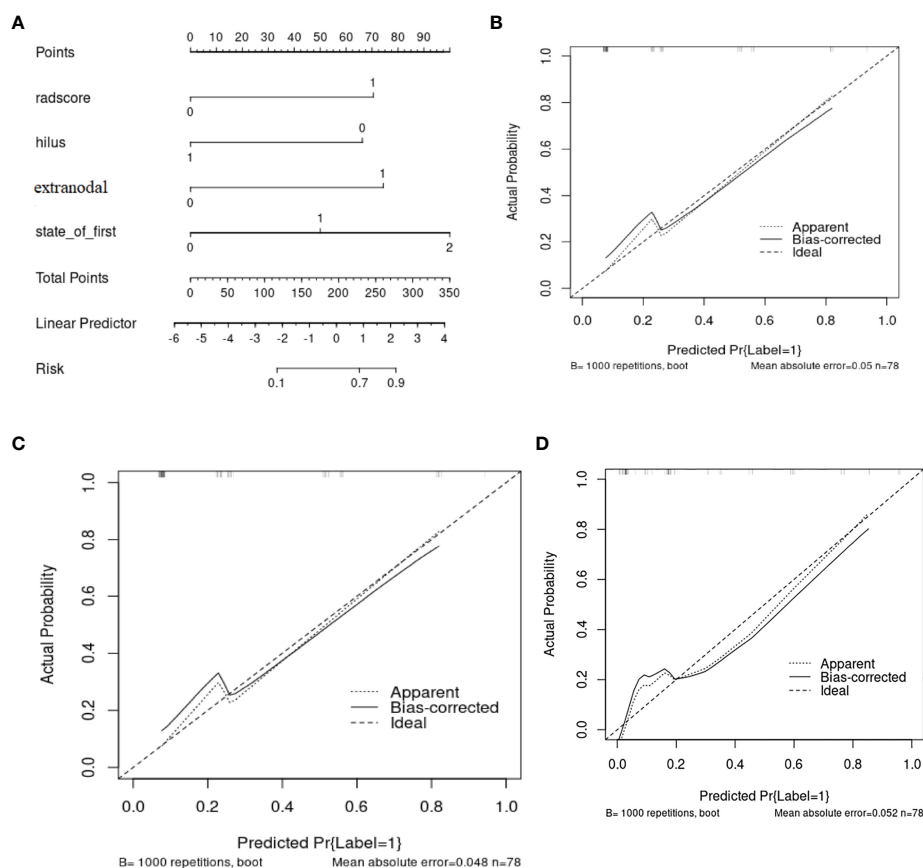 A
Points
0 10 20 30 40 50 60 70 80 90
radscore
0
1
hilus
1
0
extranodal
0
1
state_of_first
0
1
2
Total Points
0 50 100 150 200 250 300 350
Linear Predictor
-6 -5 -4 -3 -2 -1 0 1 2 3 4
Risk
0.1 0.7 0.9
B
Actual Probability
0.0 0.2 0.4 0.6 0.8 1.0
Apparent
Bias-corrected
Ideal
0.0 0.2 0.4 0.6 0.8 1.0
Predicted Pr{Label=1}
B= 1000 repetitions, boot Mean absolute error=0.05 n=78
C
Actual Probability
0.0 0.2 0.4 0.6 0.8 1.0
Apparent
Bias-corrected
Ideal
0.0 0.2 0.4 0.6 0.8 1.0
Predicted Pr{Label=1}
B= 1000 repetitions, boot Mean absolute error=0.048 n=78
D
Actual Probability
0.0 0.2 0.4 0.6 0.8 1.0
Apparent
Bias-corrected
Ideal
0.0 0.2 0.4 0.6 0.8 1.0
Predicted Pr{Label=1}
B= 1000 repetitions, boot Mean absolute error=0.052 n=78